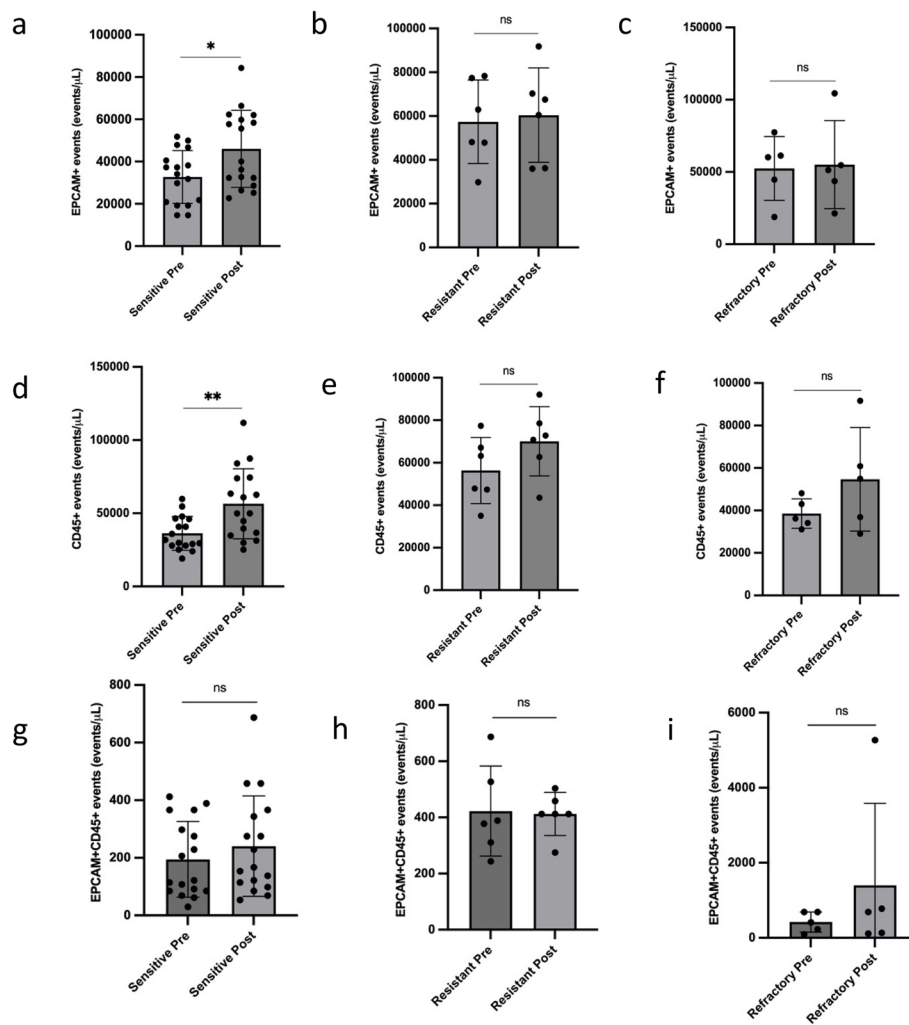 a
EPCAM+ events (events/µL)
100000
80000
60000
40000
20000
0
*
Sensitive Pre
Sensitive Post
b
EPCAM+ events (events/µL)
100000
80000
60000
40000
20000
0
ns
Resistant Pre
Resistant Post
c
EPCAM+ events (events/µL)
150000
100000
50000
0
ns
Refractory Pre
Refractory Post
d
CD45+ events (events/µL)
150000
100000
50000
0
**
Sensitive Pre
Sensitive Post
e
CD45+ events (events/µL)
100000
80000
60000
40000
20000
0
ns
Resistant Pre
Resistant Post
f
CD45+ events (events/µL)
100000
80000
60000
40000
20000
0
ns
Refractory Pre
Refractory Post
g
EPCAM+CD45+ events (events/µL)
800
600
400
200
0
ns
Sensitive Pre
Sensitive Post
h
EPCAM+CD45+ events (events/µL)
800
600
400
200
0
ns
Resistant Pre
Resistant Post
i
EPCAM+CD45+ events (events/µL)
6000
4000
2000
0
ns
Refractory Pre
Refractory Post